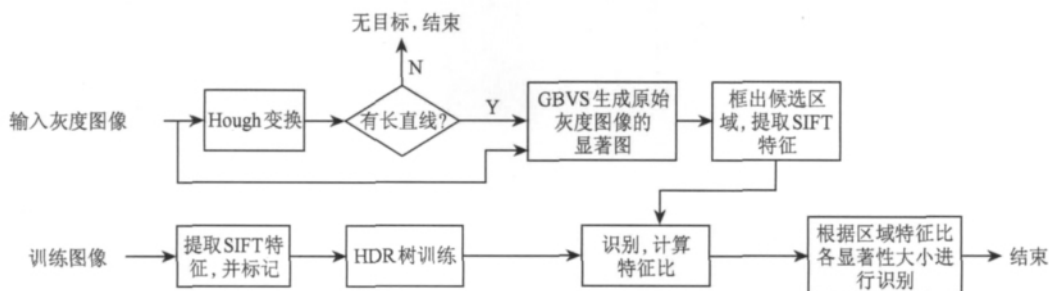 无目标,结束
N
输入灰度图像
Hough变换
有长直线?
Y
GBVS生成原始
灰度图像的
显著图
框出候选区
域,提取SIFT
特征
训练图像
提取SIFT特
征,并标记
HDR树训练
识别,计算
特征比
根据区域特征比
各显著性大小进
行识别
结束